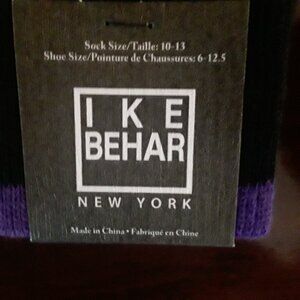 Sock Size/Taille: 10-13
Shoe Size/Pointure de Chaussures: 6-12.5
IKE
BEHAR
NEW YORK
Made in China • Fabriqué en Chine